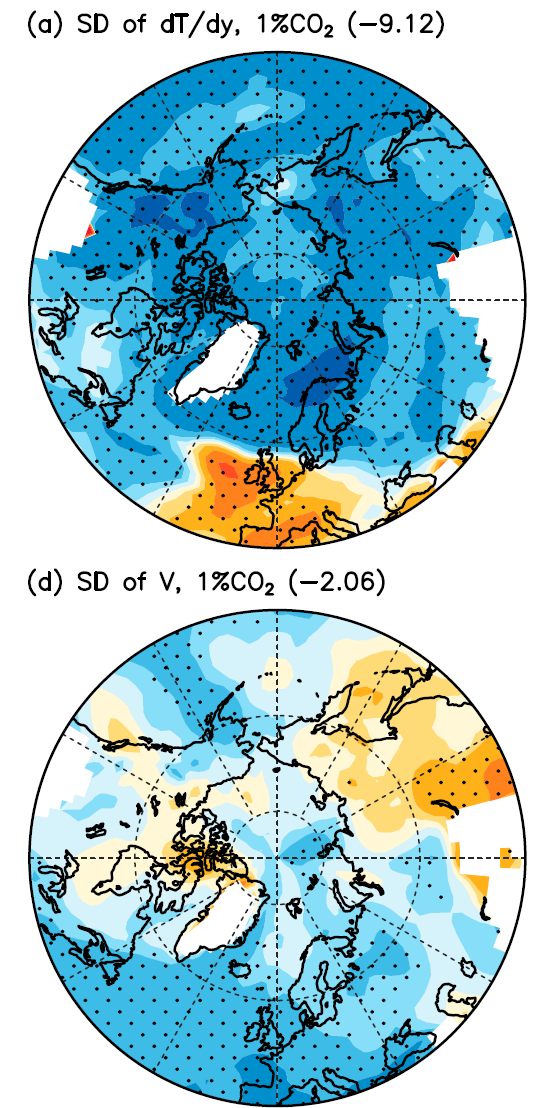 (a) SD of dT/dy, 1%CO₂ (−9.12)
(d) SD of V, 1%CO₂ (−2.06)